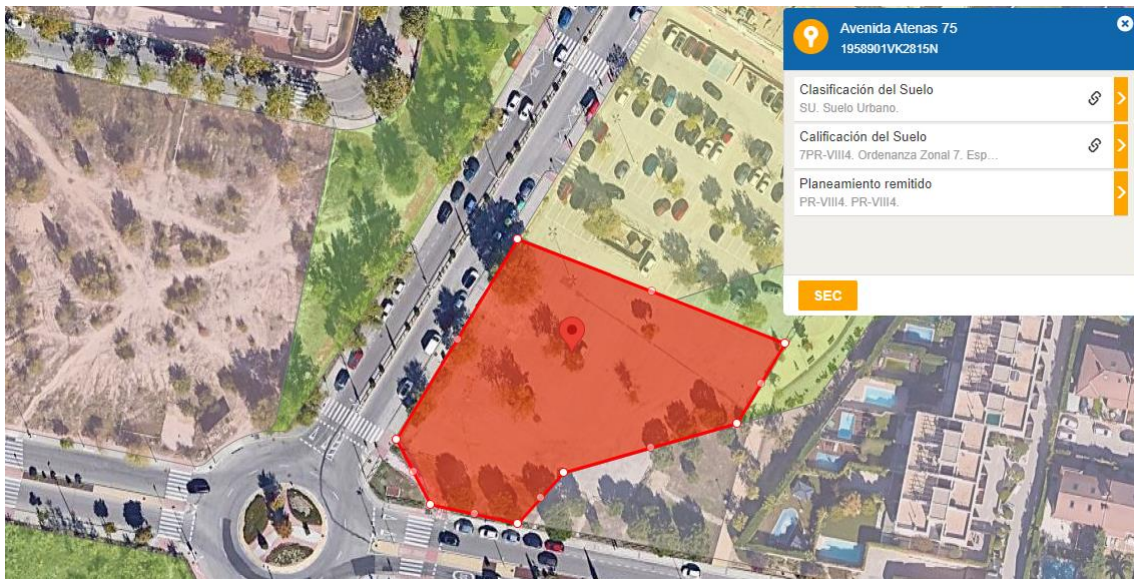 Avenida Atenas 75
1958901VK2815N
Clasificación del Suelo
SU. Suelo Urbano.
Calificación del Suelo
7PR-VIII4. Ordenanza Zonal 7. Esp...
Planeamiento remitido
PR-VIII4. PR-VIII4.
SEC